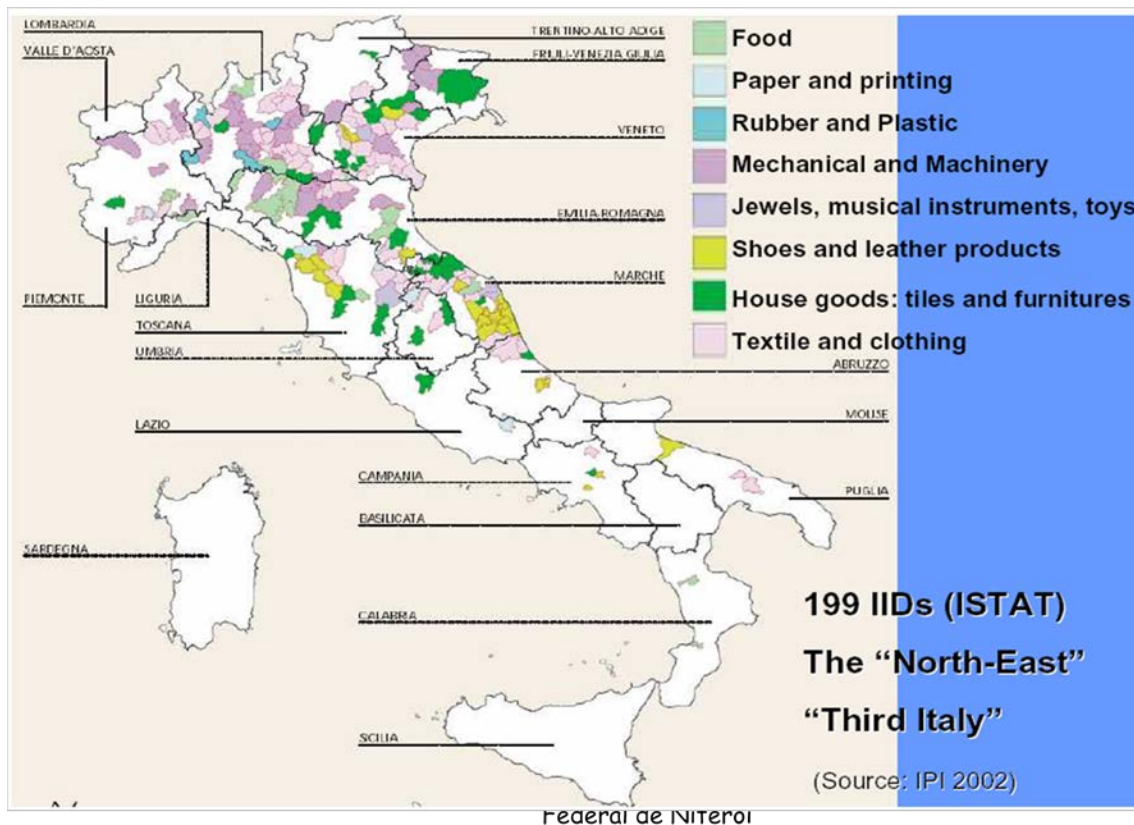 LOMBARDIA
VALLE D'AOSTA
TRENTINO-ALTO ADIGE
FRIULI-VENEZIA GIULIA
VENETO
EMILIA-ROMAGNA
MARCHE
PIEMONTE
LIGURIA
TOSCANA
UMBRIA
ABRUZZO
MOLISE
LAZIO
CAMPANIA
PUGLIA
BASILICATA
SARDEGNA
CALABRIA
SICILIA
Food
Paper and printing
Rubber and Plastic
Mechanical and Machinery
Jewels, musical instruments, toys
Shoes and leather products
House goods: tiles and furnitures
Textile and clothing
199 IIDs (ISTAT)
The “North-East”
“Third Italy”
(Source: IPI 2002)
Federal de Niterói